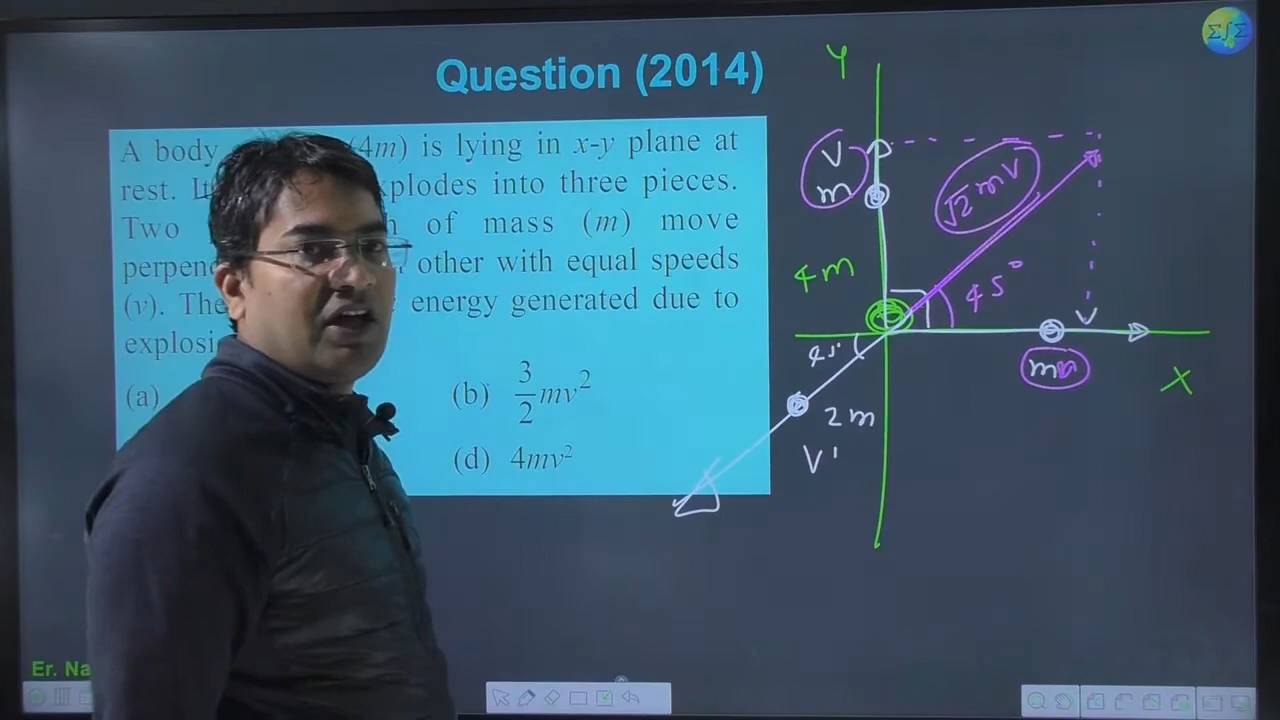 ΣʃΣ
Question (2014)
A body (4m) is lying in x-y plane at
rest. It xplodes into three pieces.
Two of mass (m) move
perpen other with equal speeds
(v). The energy generated due to
explosi
(a) (b) 3/2 mv²
(d) 4mv²
Y
V
m
√2 mV
4m
45°
45°
V
m
X
2m
V'
Er. Na